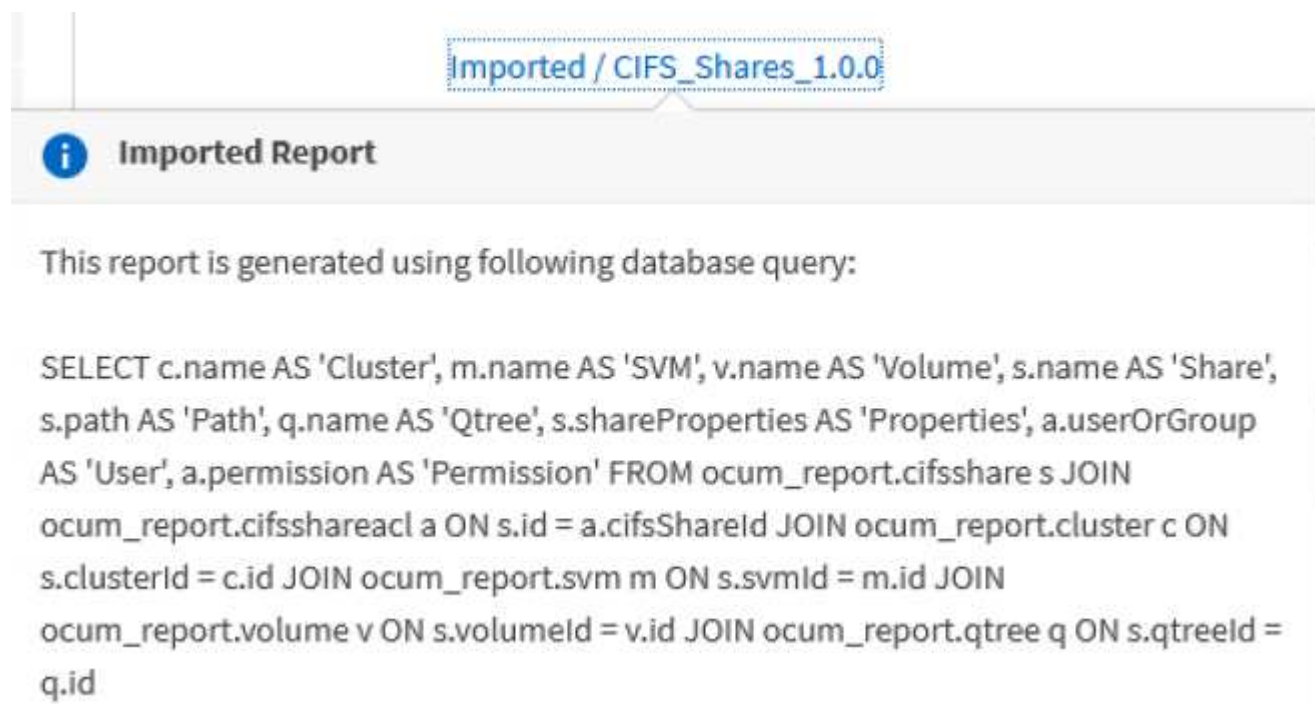 Imported / CIFS_Shares_1.0.0
Imported Report
This report is generated using following database query:
SELECT c.name AS 'Cluster', m.name AS 'SVM', v.name AS 'Volume', s.name AS 'Share',
s.path AS 'Path', q.name AS 'Qtree', s.shareProperties AS 'Properties', a.userOrGroup
AS 'User', a.permission AS 'Permission' FROM ocum_report.cifsshare s JOIN
ocum_report.cifsshareacl a ON s.id = a.cifsShareId JOIN ocum_report.cluster c ON
s.clusterId = c.id JOIN ocum_report.svm m ON s.svmId = m.id JOIN
ocum_report.volume v ON s.volumeId = v.id JOIN ocum_report.qtree q ON s.qtreeId =
q.id